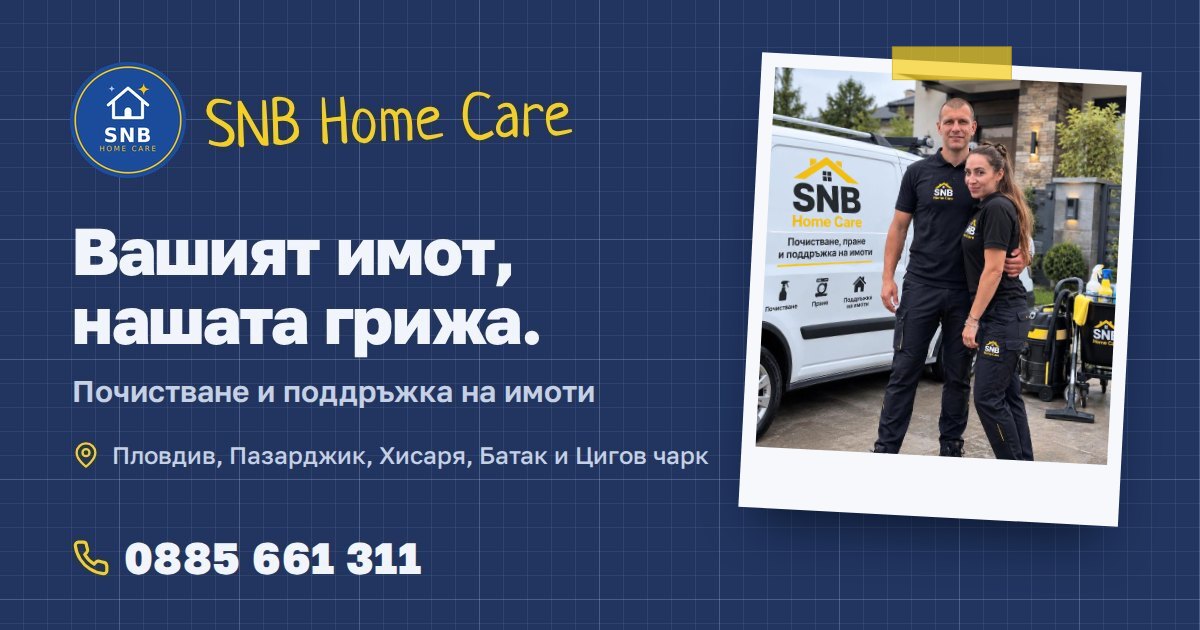 SNB
HOME CARE
SNB Home Care
Вашият имот,
нашата грижа.
Почистване и поддръжка на имоти
Пловдив, Пазарджик, Хисаря, Батак и Цигов чарк
0885 661 311
SNB
Home Care
Почистване, пране
и поддръжка на имоти
Почистване
Пране
Поддръжка
на имоти
SNB
Home Care
SNB
Home Care
SNB